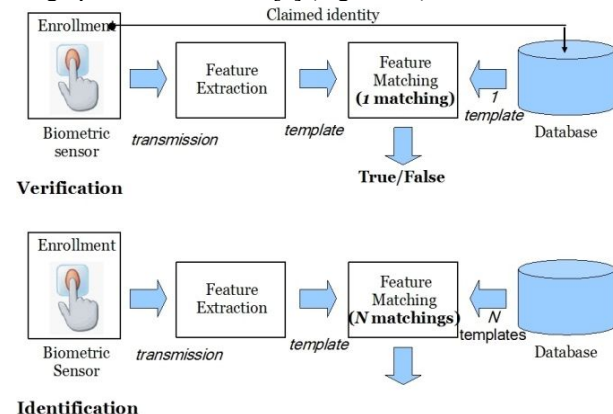 Claimed identity
Enrollment
Feature
Extraction
Feature
Matching
(1 matching)
1
template
Database
Biometric
sensor
transmission
template
True/False
Verification
Enrollment
Feature
Extraction
Feature
Matching
(N matchings)
N
templates
Database
Biometric
Sensor
transmission
template
Identification